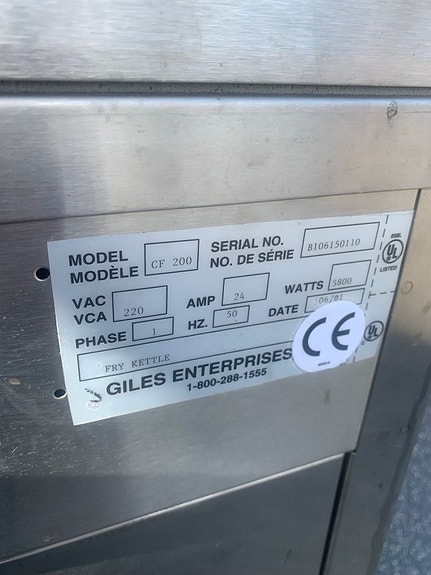 MODEL
MODÈLE
CF 200
SERIAL NO.
NO. DE SÉRIE
B106150110
VAC
VCA
220
AMP
24
WATTS
5800
PHASE
1
HZ.
50
DATE
06/01
FRY KETTLE
GILES ENTERPRISES
1-800-288-1555
CE
UL
LISTED
UL